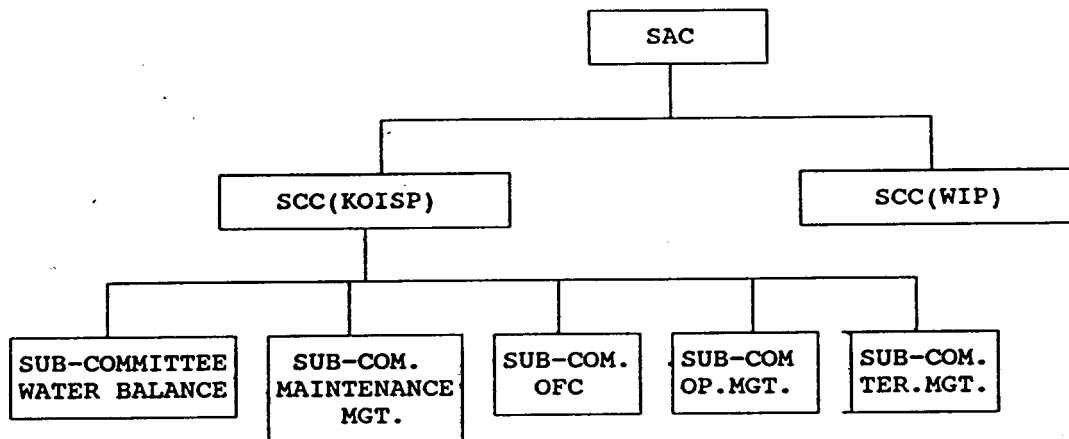 SAC
SCC(KOISP)
SCC(WIP)
SUB-COMMITTEE
WATER BALANCE
SUB-COM.
MAINTENANCE
MGT.
SUB-COM.
OFC
SUB-COM
OP.MGT.
SUB-COM.
TER.MGT.